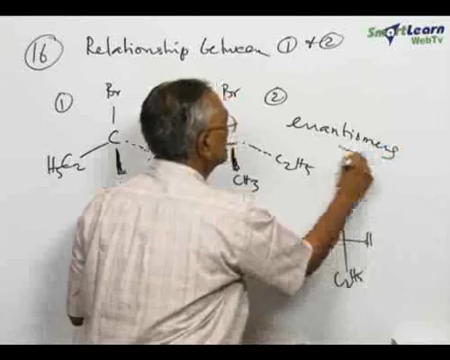 SmartLearn
WebTv
16 Relationship between 1 & 2
1 Br Br 2
C
H5C2 C2H5
CH3
enantiomers
H
C2H5